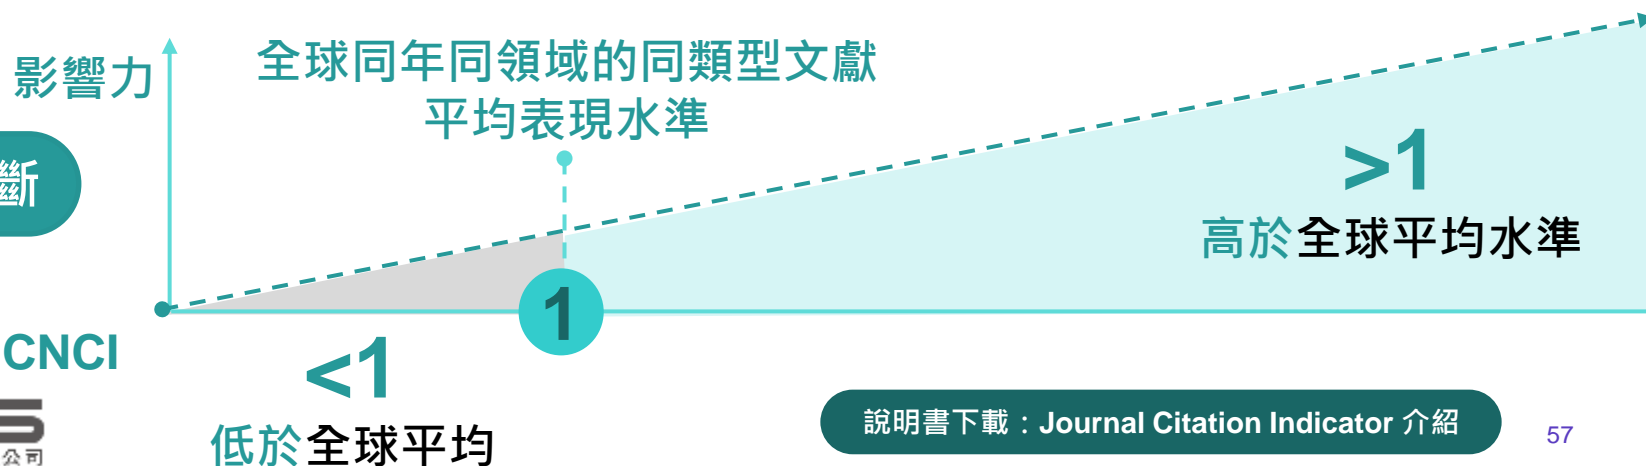 影響力
全球同年同領域的同類型文獻
平均表現水準
斷
>1
高於全球平均水準
1
CNCI
<1
低於全球平均
說明書下載：Journal Citation Indicator 介紹
57
公司